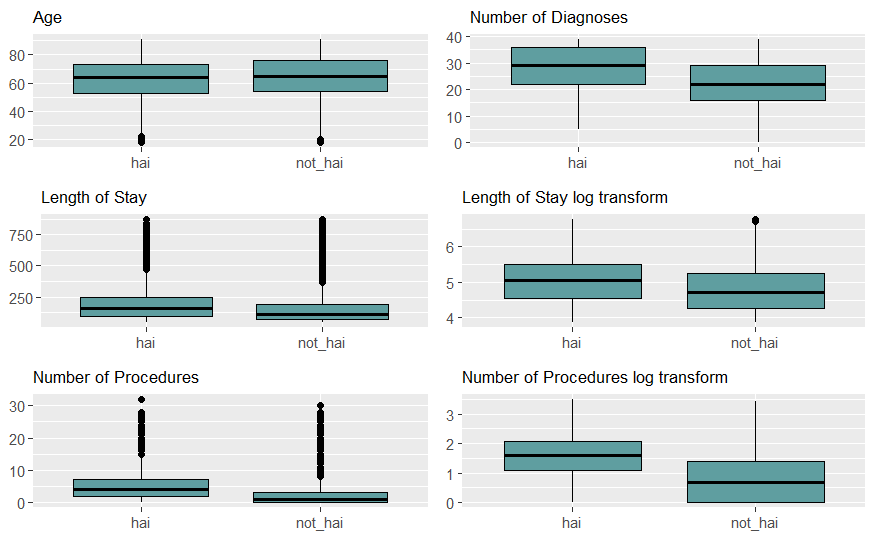 Age
80
60
40
20
hai not_hai
Number of Diagnoses
40
30
20
10
0
hai not_hai
Length of Stay
750
500
250
hai not_hai
Length of Stay log transform
6
5
4
hai not_hai
Number of Procedures
30
20
10
0
hai not_hai
Number of Procedures log transform
3
2
1
0
hai not_hai